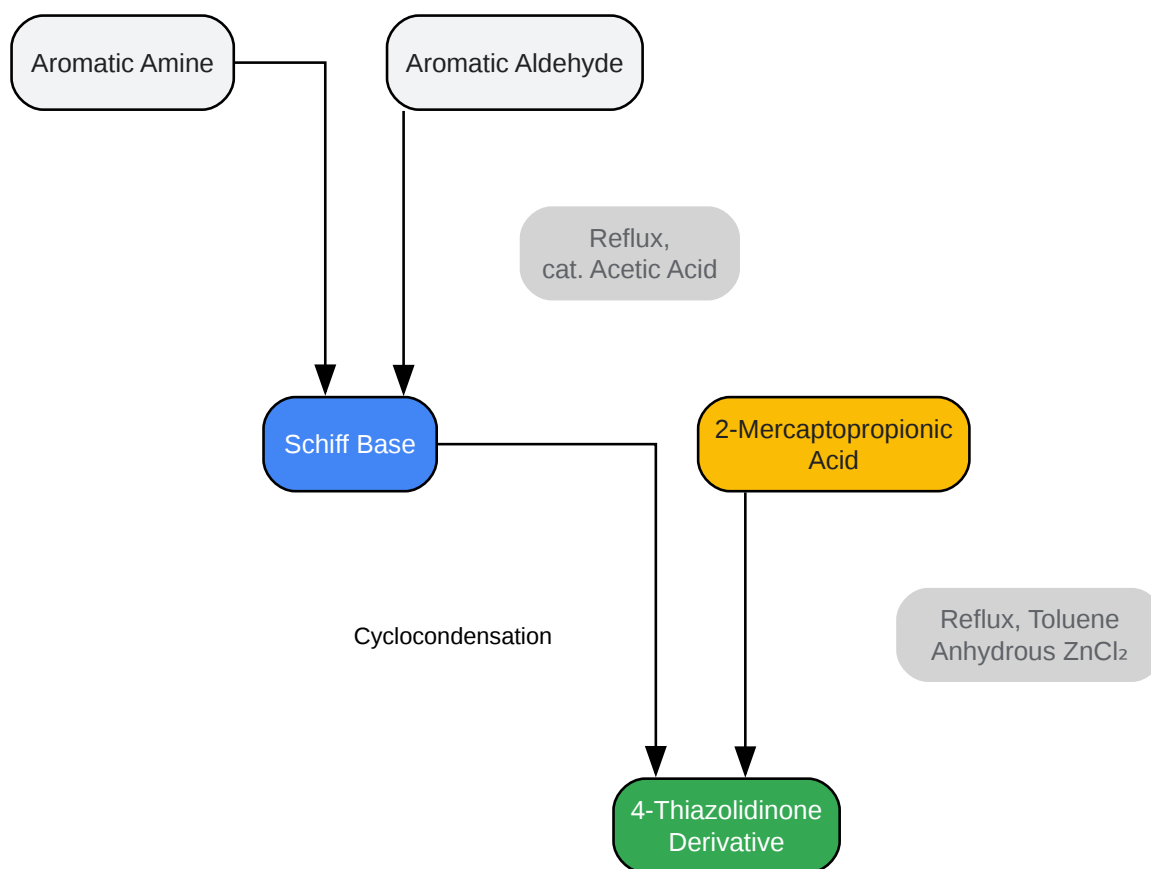 Aromatic Amine
Aromatic Aldehyde
Reflux,
cat. Acetic Acid
Schiff Base
2-Mercaptopropionic
Acid
Cyclocondensation
Reflux, Toluene
Anhydrous ZnCl₂
4-Thiazolidinone
Derivative